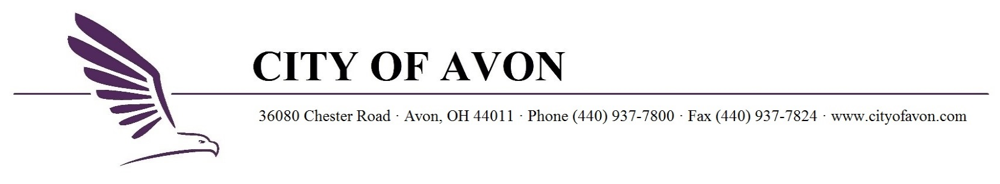 CITY OF AVON
36080 Chester Road · Avon, OH 44011 · Phone (440) 937-7800 · Fax (440) 937-7824 · www.cityofavon.com